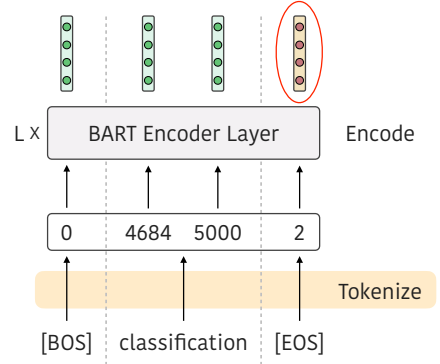 L x BART Encoder Layer Encode
0 4684 5000 2
Tokenize
[BOS] classification [EOS]